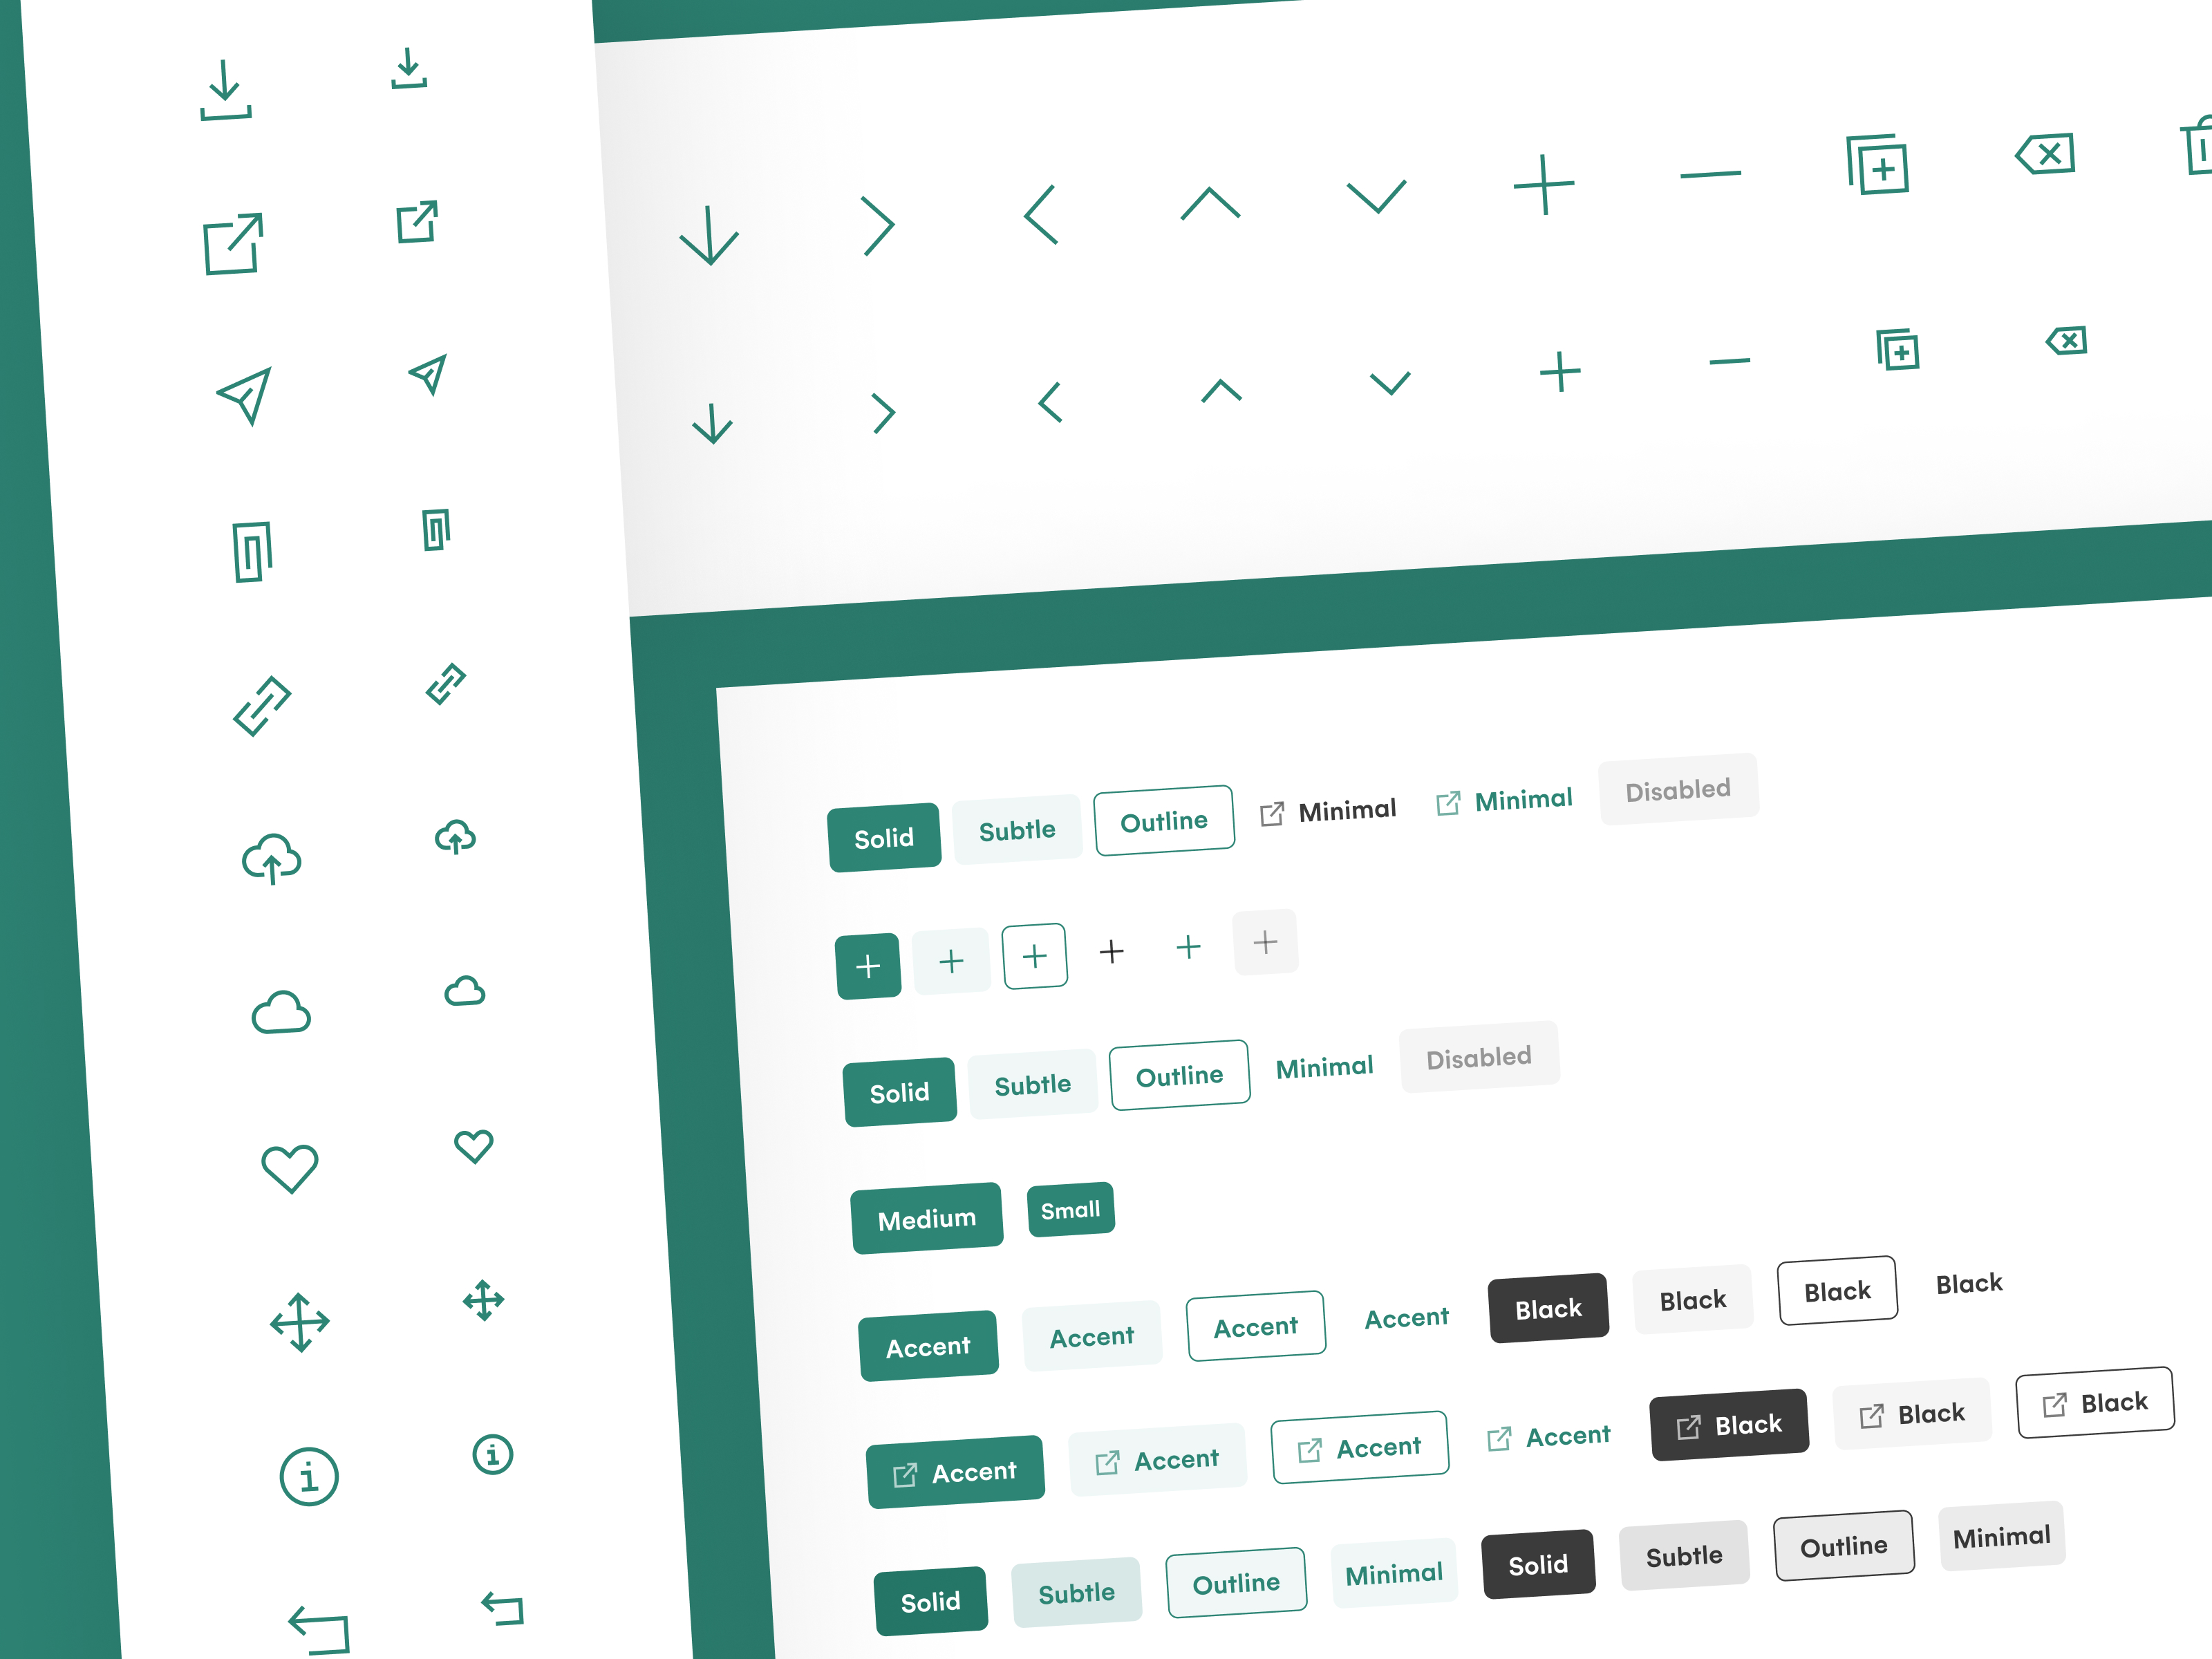 Solid Subtle Outline Minimal Minimal Disabled
Solid Subtle Outline Minimal Disabled
Medium Small
Accent Accent Accent Accent Black Black Black Black
Accent Accent Accent Accent Black Black Black
Solid Subtle Outline Minimal Solid Subtle Outline Minimal